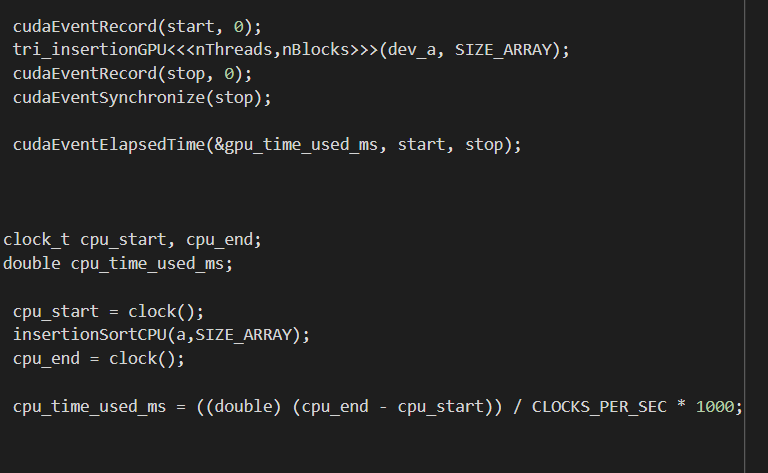 cudaEventRecord(start, 0);
tri_insertionGPU<<<nThreads,nBlocks>>>(dev_a, SIZE_ARRAY);
cudaEventRecord(stop, 0);
cudaEventSynchronize(stop);
cudaEventElapsedTime(&gpu_time_used_ms, start, stop);
clock_t cpu_start, cpu_end;
double cpu_time_used_ms;
cpu_start = clock();
insertionSortCPU(a,SIZE_ARRAY);
cpu_end = clock();
cpu_time_used_ms = ((double) (cpu_end - cpu_start)) / CLOCKS_PER_SEC * 1000;